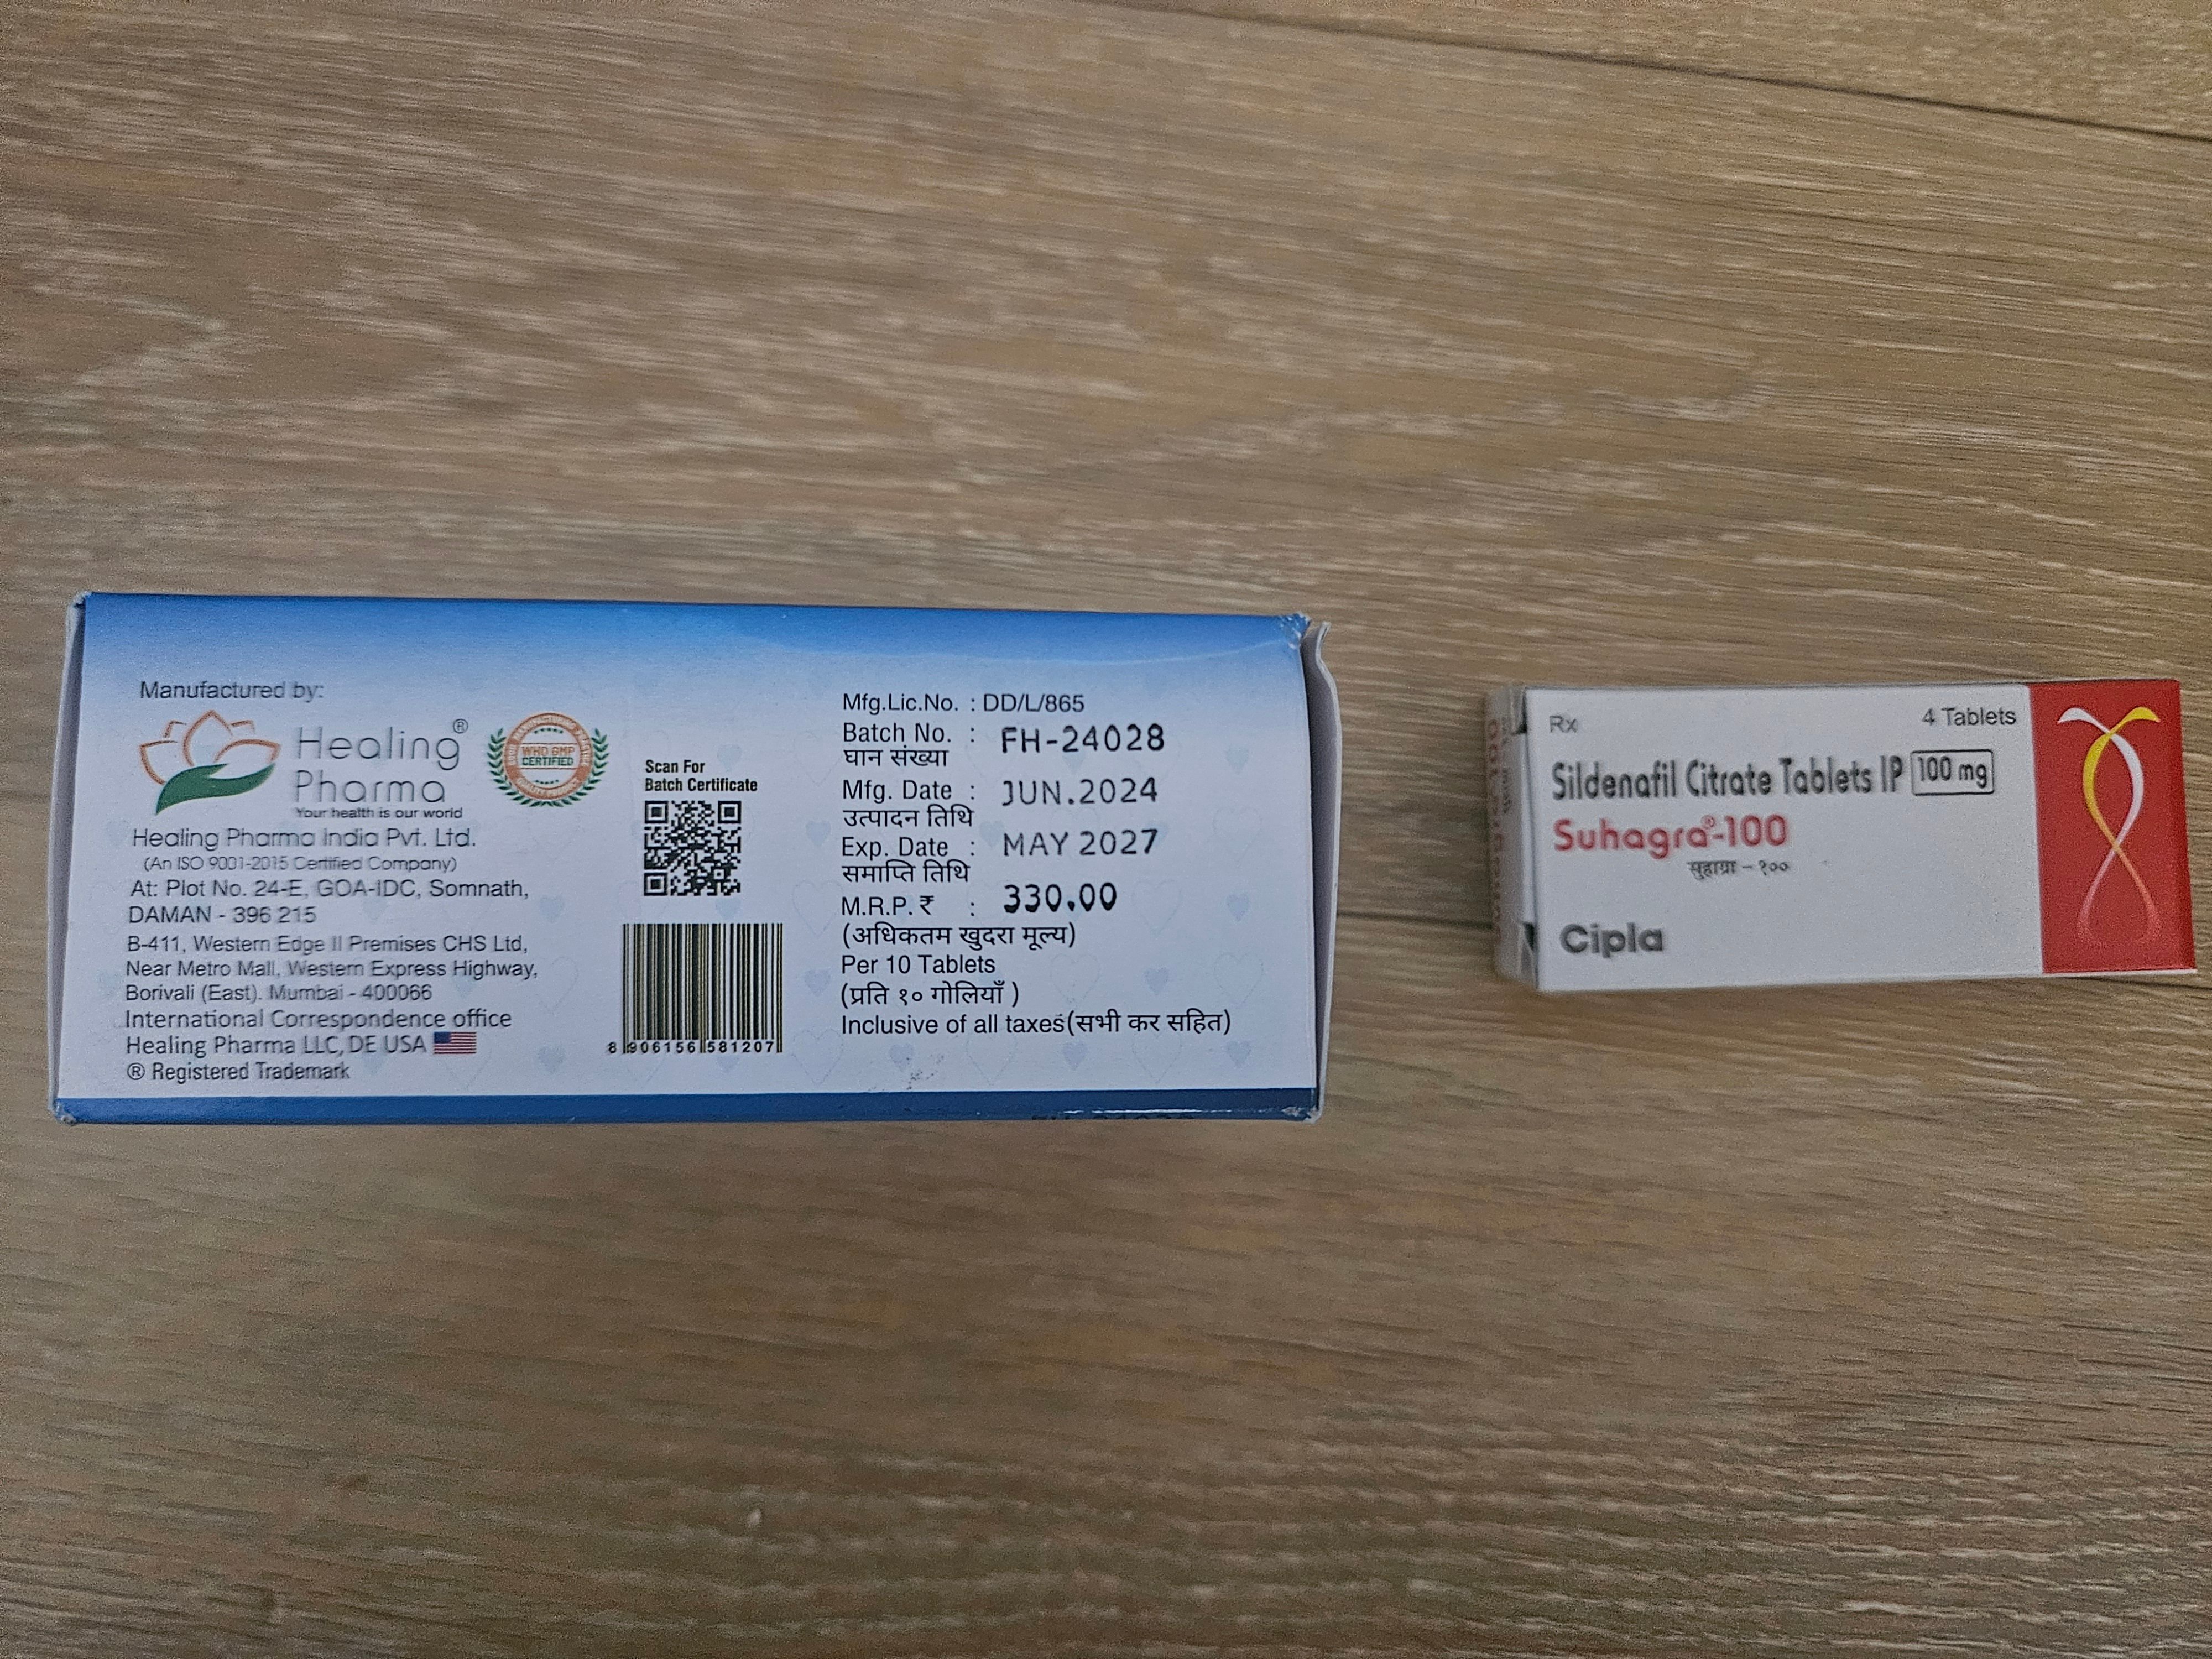 Manufactured by:
Healing®
Pharma
Your health is our world
WHO GMP
CERTIFIED
Healing Pharma India Pvt. Ltd.
(An ISO 9001-2015 Certified Company)
At: Plot No. 24-E, GOA-IDC, Somnath,
DAMAN - 396 215
B-411, Western Edge II Premises CHS Ltd,
Near Metro Mall, Western Express Highway,
Borivali (East). Mumbai - 400066
International Correspondence office
Healing Pharma LLC, DE USA
® Registered Trademark
Scan For
Batch Certificate
8 906156 581207
Mfg.Lic.No. : DD/L/865
Batch No. : FH-24028
घान संख्या
Mfg. Date : JUN.2024
उत्पादन तिथि
Exp. Date : MAY 2027
समाप्ति तिथि
M.R.P. ₹ : 330.00
(अधिकतम खुदरा मूल्य)
Per 10 Tablets
(प्रति १० गोलियाँ )
Inclusive of all taxes(सभी कर सहित)
Rx
4 Tablets
Sildenafil Citrate Tablets IP 100 mg
Suhagra®-100
सुहाग्रा - १००
Cipla